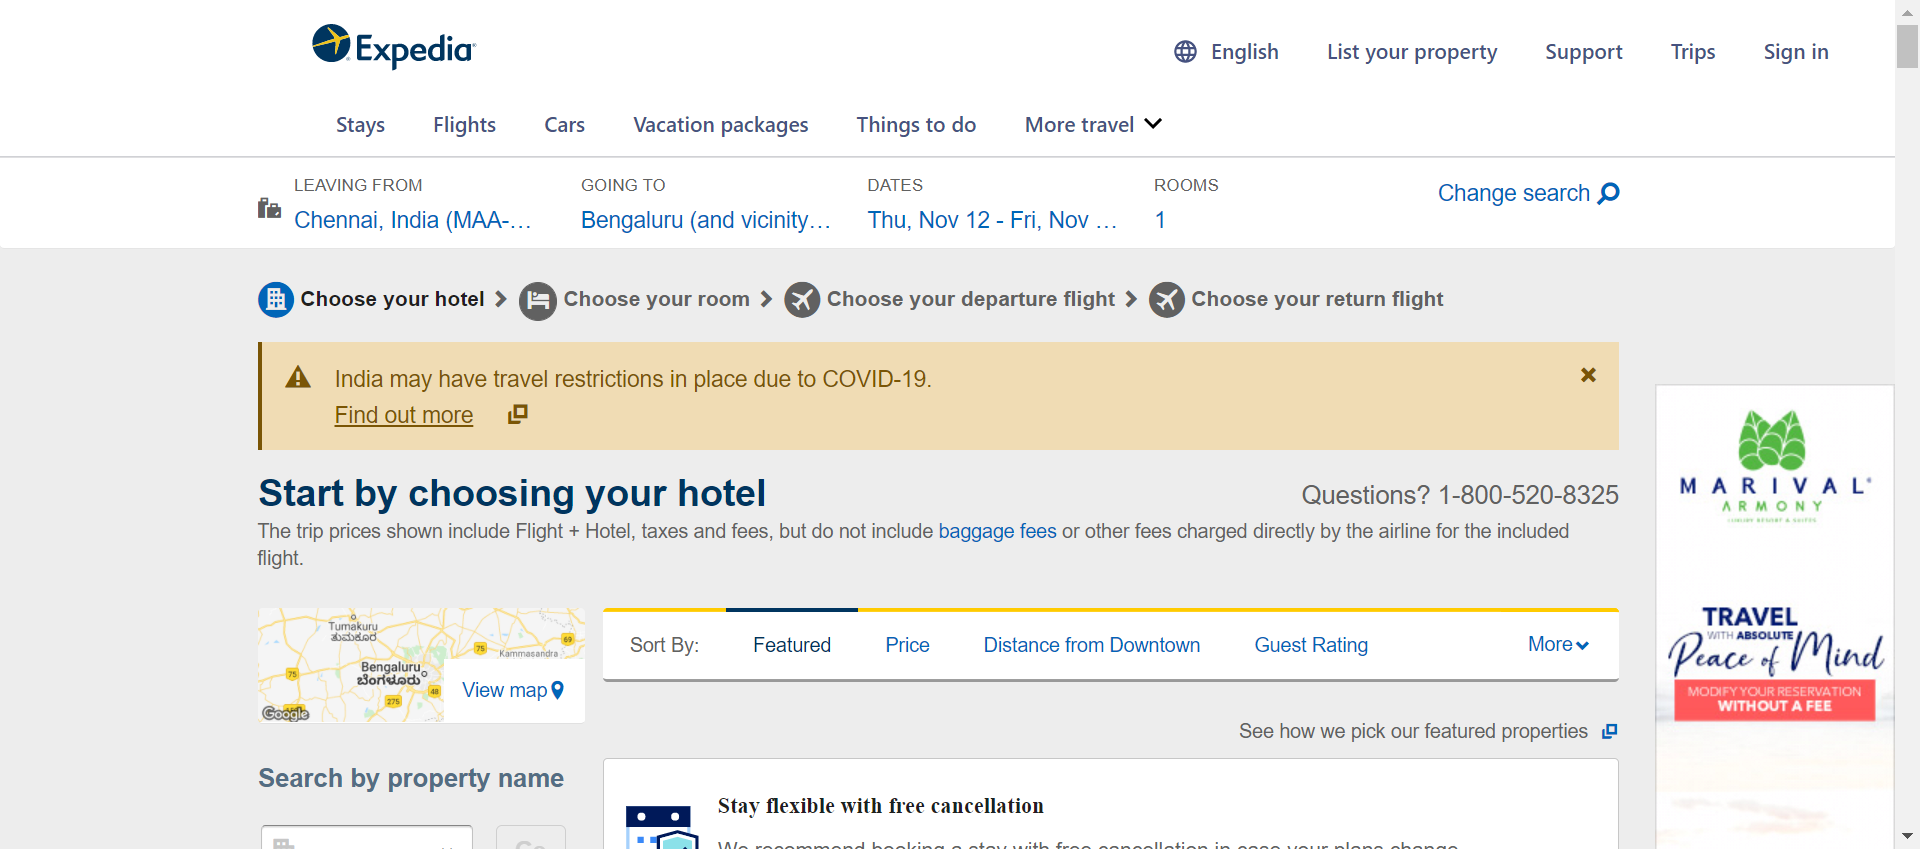 Expedia
English
List your property
Support
Trips
Sign in
Stays
Flights
Cars
Vacation packages
Things to do
More travel
LEAVING FROM
Chennai, India (MAA-...
GOING TO
Bengaluru (and vicinity...
DATES
Thu, Nov 12 - Fri, Nov ...
ROOMS
1
Change search
Choose your hotel
Choose your room
Choose your departure flight
Choose your return flight
India may have travel restrictions in place due to COVID-19.
Find out more
Start by choosing your hotel
Questions? 1-800-520-8325
The trip prices shown include Flight + Hotel, taxes and fees, but do not include baggage fees or other fees charged directly by the airline for the included
flight.
Tumakuru
ತುಮಕೂರ
75
69
Kammasandra
Bengaluru
ಬೆಂಗಳೂರು
75
48
275
Google
View map
Sort By:
Featured
Price
Distance from Downtown
Guest Rating
More
See how we pick our featured properties
Search by property name
Stay flexible with free cancellation
We recommend booking a stay with free cancellation in case your plans change
Go
MARIVAL
ARMONY
LUXURY RESORT & SUITES
TRAVEL
WITH ABSOLUTE
Peace of Mind
MODIFY YOUR RESERVATION
WITHOUT A FEE